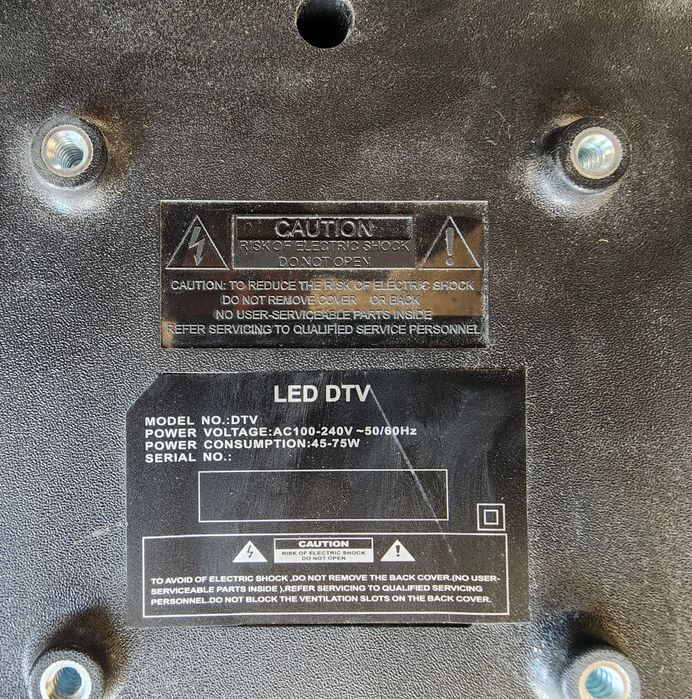 CAUTION
RISK OF ELECTRIC SHOCK
DO NOT OPEN
CAUTION: TO REDUCE THE RISK OF ELECTRIC SHOCK
DO NOT REMOVE COVER OR BACK
NO USER-SERVICEABLE PARTS INSIDE
REFER SERVICING TO QUALIFIED SERVICE PERSONNEL
LED DTV
MODEL NO.:DTV
POWER VOLTAGE:AC100-240V ~50/60Hz
POWER CONSUMPTION:45-75W
SERIAL NO.:
CAUTION
RISK OF ELECTRIC SHOCK
DO NOT OPEN
TO AVOID OF ELECTRIC SHOCK ,DO NOT REMOVE THE BACK COVER.(NO USER-
SERVICEABLE PARTS INSIDE ).REFER SERVICING TO QUALIFIED SERVICING
PERSONNEL.DO NOT BLOCK THE VENTILATION SLOTS ON THE BACK COVER.